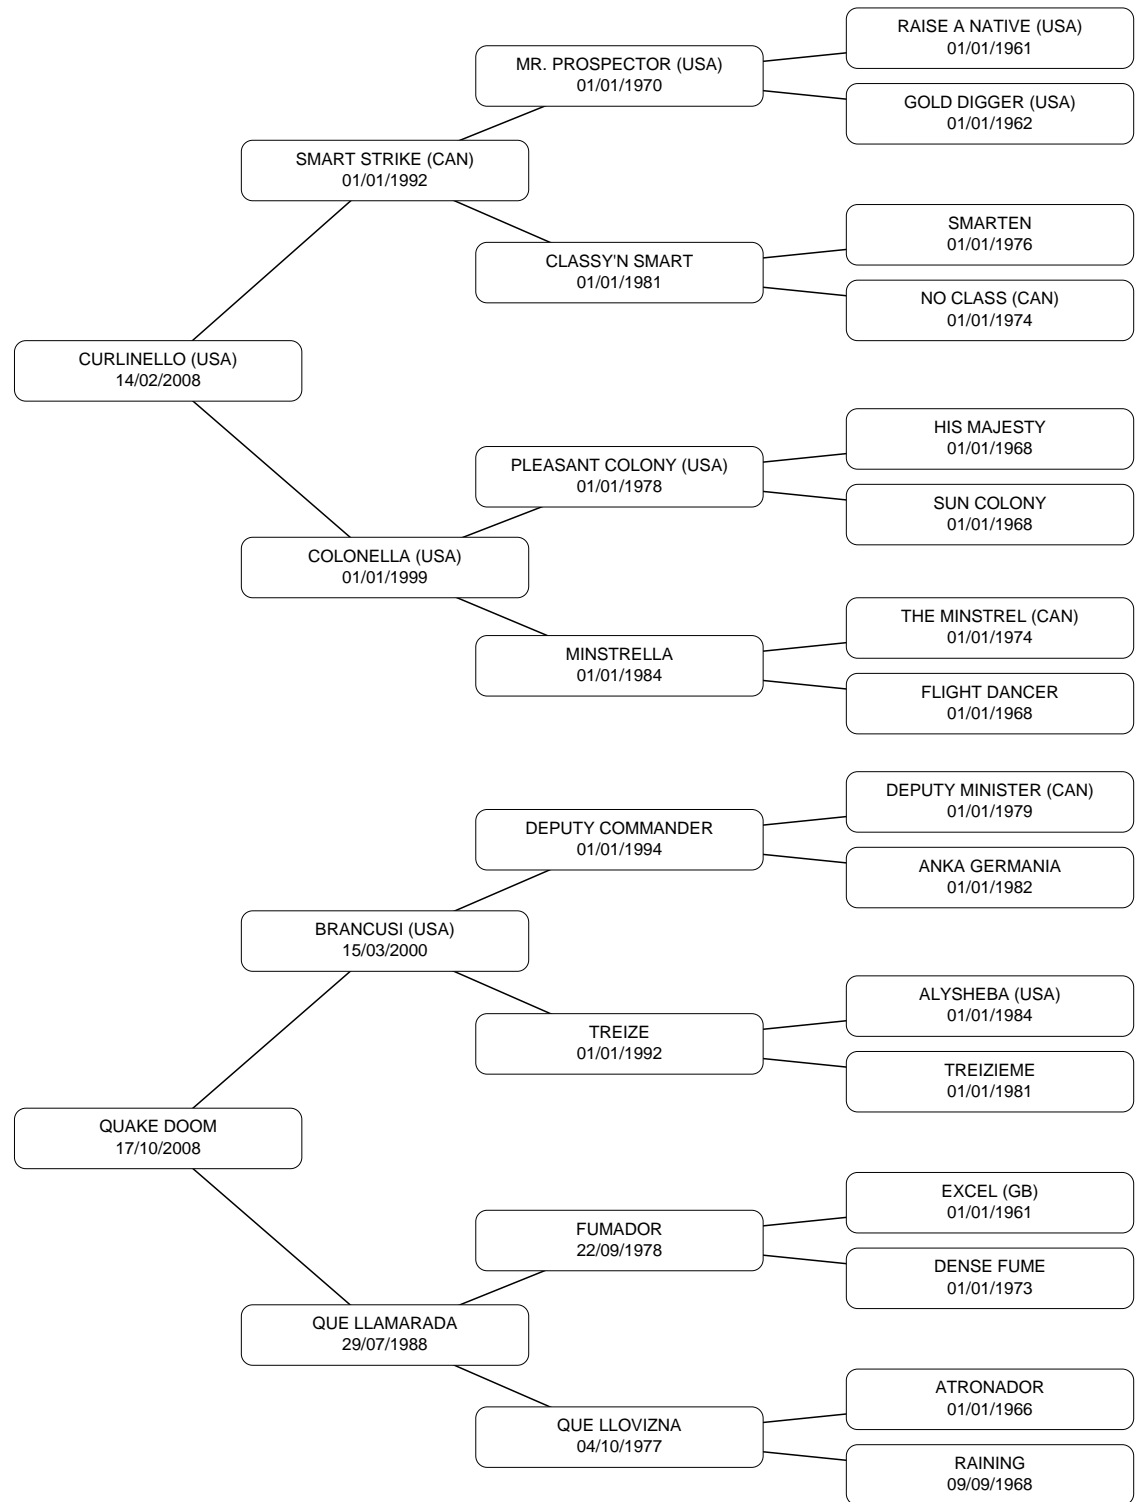 RAISE A NATIVE (USA)
01/01/1961
MR. PROSPECTOR (USA)
01/01/1970
GOLD DIGGER (USA)
01/01/1962
SMART STRIKE (CAN)
01/01/1992
SMARTEN
01/01/1976
CLASSY'N SMART
01/01/1981
NO CLASS (CAN)
01/01/1974
CURLINELLO (USA)
14/02/2008
HIS MAJESTY
01/01/1968
PLEASANT COLONY (USA)
01/01/1978
SUN COLONY
01/01/1968
COLONELLA (USA)
01/01/1999
THE MINSTREL (CAN)
01/01/1974
MINSTRELLA
01/01/1984
FLIGHT DANCER
01/01/1968
DEPUTY MINISTER (CAN)
01/01/1979
DEPUTY COMMANDER
01/01/1994
ANKA GERMANIA
01/01/1982
BRANCUSI (USA)
15/03/2000
ALYSHEBA (USA)
01/01/1984
TREIZE
01/01/1992
TREIZIEME
01/01/1981
QUAKE DOOM
17/10/2008
EXCEL (GB)
01/01/1961
FUMADOR
22/09/1978
DENSE FUME
01/01/1973
QUE LLAMARADA
29/07/1988
ATRONADOR
01/01/1966
QUE LLOVIZNA
04/10/1977
RAINING
09/09/1968